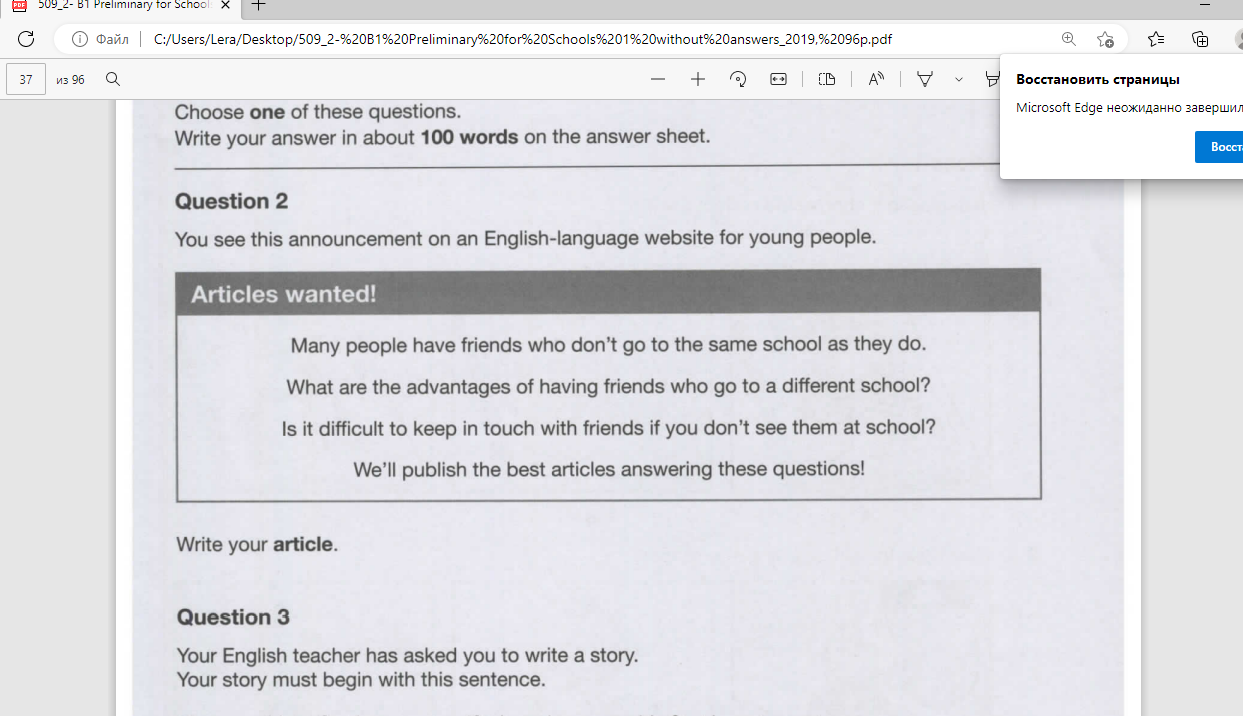 509_2- B1 Preliminary for School
Файл
C:/Users/Lera/Desktop/509_2-%20B1%20Preliminary%20for%20Schools%201%20without%20answers_2019,%2096p.pdf
37 из 96
Восстановить страницы
Microsoft Edge неожиданно завершил
Восст
Choose one of these questions.
Write your answer in about 100 words on the answer sheet.
Question 2
You see this announcement on an English-language website for young people.
Articles wanted!
Many people have friends who don't go to the same school as they do.
What are the advantages of having friends who go to a different school?
Is it difficult to keep in touch with friends if you don't see them at school?
We'll publish the best articles answering these questions!
Write your article.
Question 3
Your English teacher has asked you to write a story.
Your story must begin with this sentence.